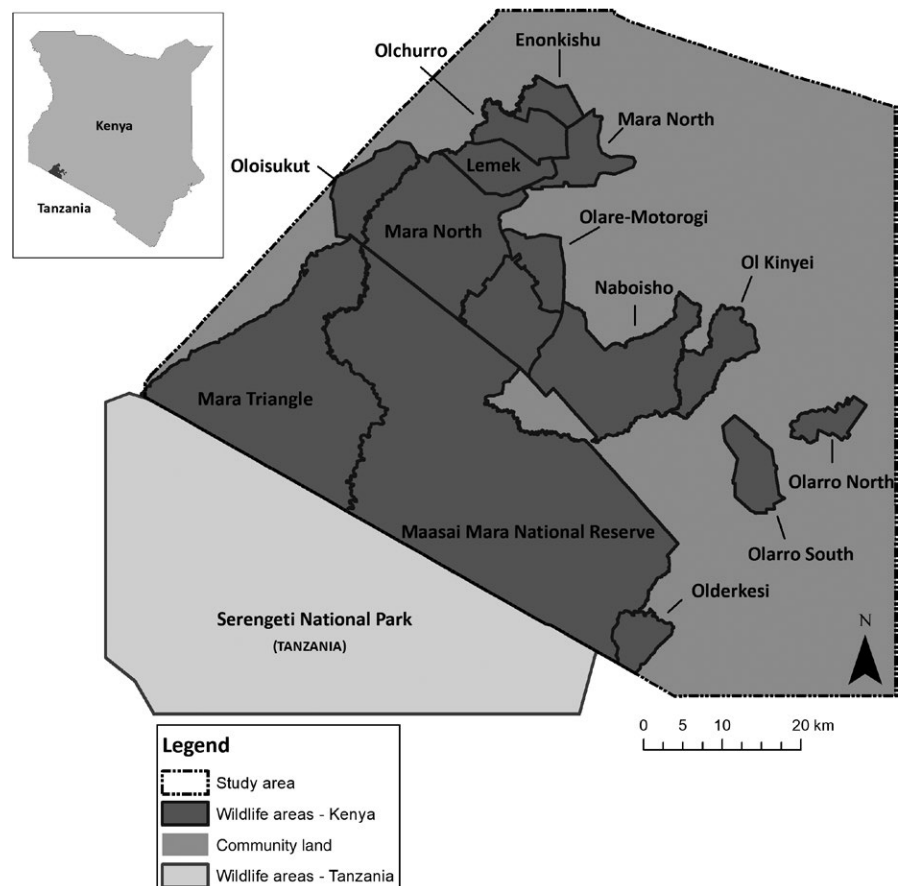 Kenya
Tanzania
Enonkishu
Olchurro
Mara North
Lemek
Oloisukut
Olare-Motorogi
Mara North
Ol Kinyei
Naboisho
Mara Triangle
Olarro North
Maasai Mara National Reserve
Olarro South
Olderkesi
Serengeti National Park
(TANZANIA)
N
0 5 10 20 km
Legend
Study area
Wildlife areas - Kenya
Community land
Wildlife areas - Tanzania